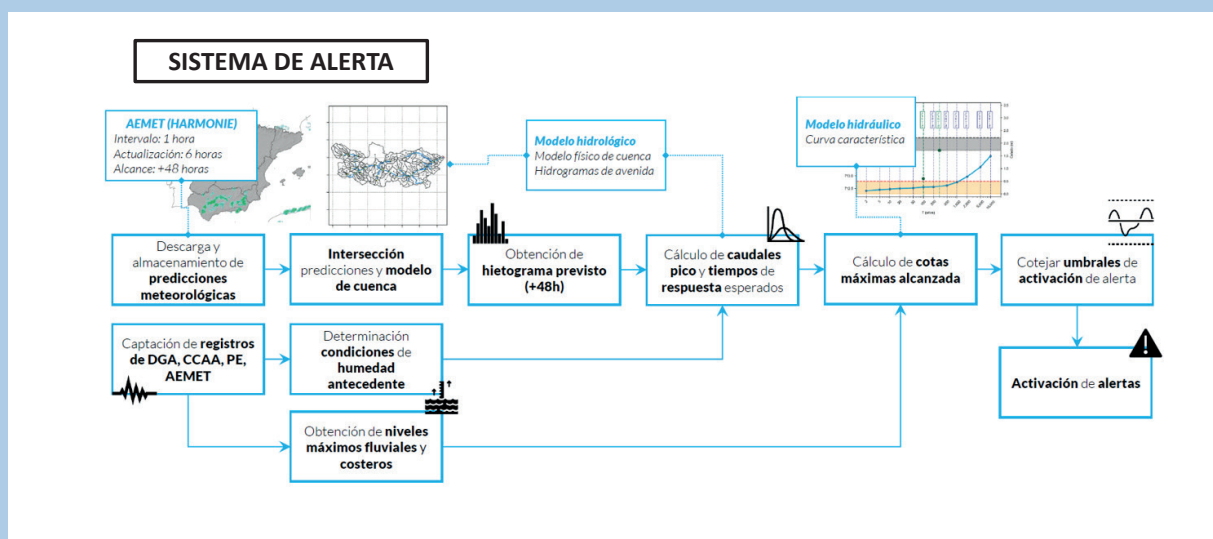 SISTEMA DE ALERTA
AEMET (HARMONIE)
Intervalo: 1 hora
Actualización: 6 horas
Alcance: +48 horas
Modelo hidrológico
Modelo físico de cuenca
Hidrogramas de avenida
Modelo hidráulico
Curva característica
Descarga y
almacenamiento de
predicciones
meteorológicas
Intersección
predicciones y modelo
de cuenca
Obtención de
hietograma previsto
(+48h)
Cálculo de caudales
pico y tiempos de
respuesta esperados
Cálculo de cotas
máximas alcanzada
Cotejar umbrales de
activación de alerta
Captación de registros
de DGA, CCAA, PE,
AEMET
Determinación
condiciones de
humedad
antecedente
Activación de alertas
Obtención de niveles
máximos fluviales y
costeros